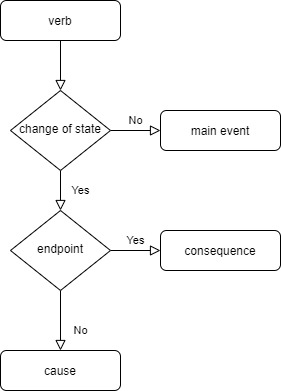 verb
change of state
No
main event
Yes
endpoint
Yes
consequence
No
cause